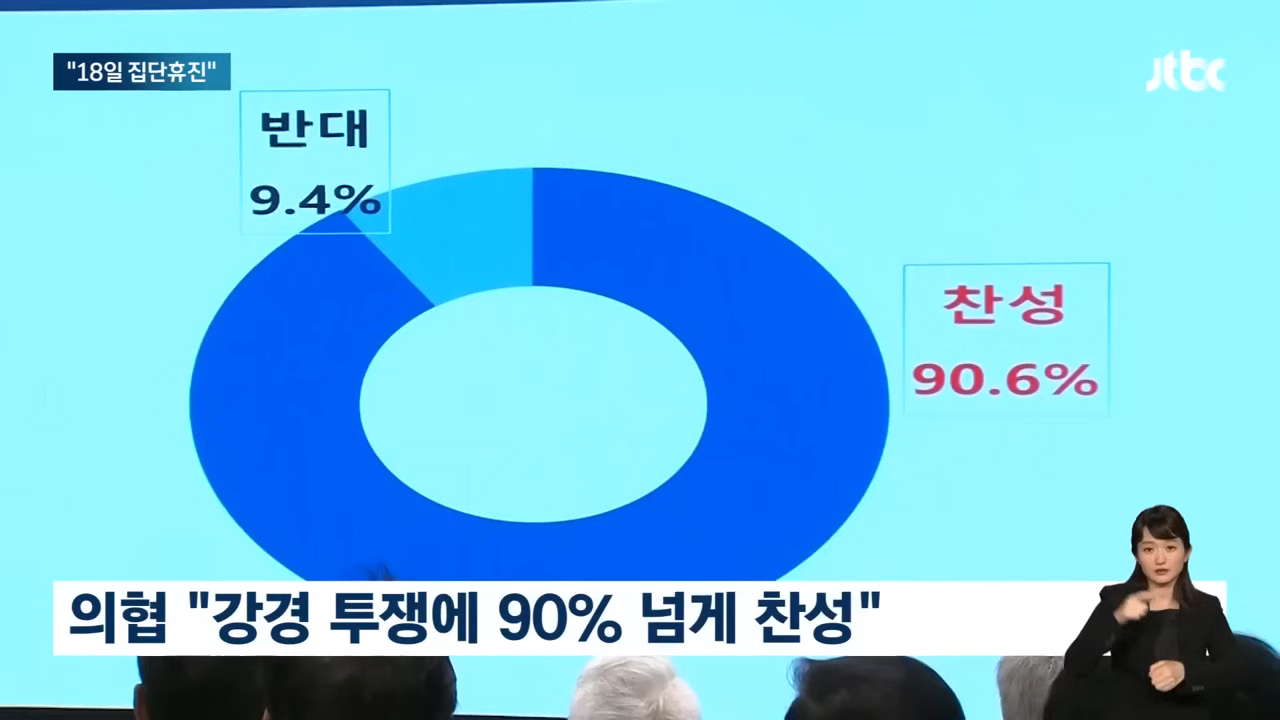 "18일 집단휴진"
jtbc
반대
9.4%
찬성
90.6%
의협 "강경 투쟁에 90% 넘게 찬성"